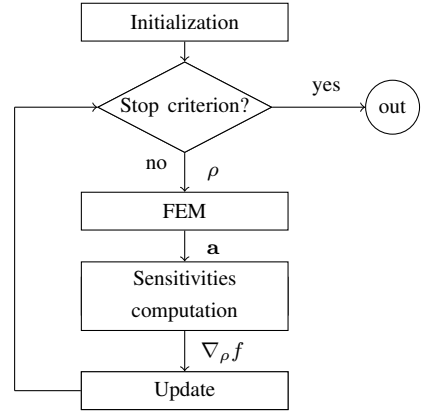 Initialization
Stop criterion?
yes
out
no
ρ
FEM
a
Sensitivities
computation
∇ρf
Update